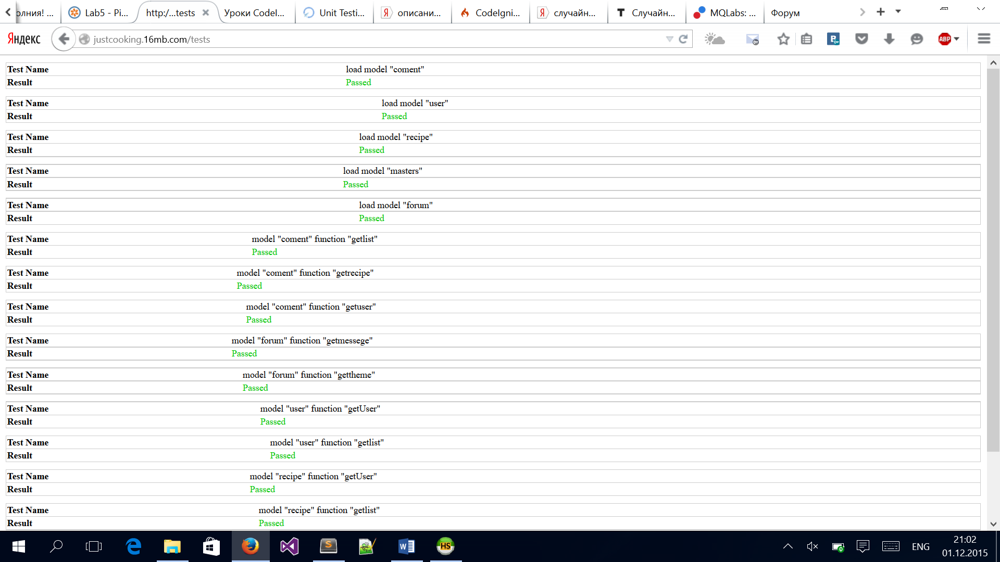 олния! ...
Lab5 - Pi...
http:/...tests
Уроки CodeI...
Unit Testi...
описани...
CodeIgni...
случайн...
Случайн...
MQLabs: ...
Форум
Яндекс
justcooking.16mb.com/tests
ABP
Test Name load model "coment"
Result Passed
Test Name load model "user"
Result Passed
Test Name load model "recipe"
Result Passed
Test Name load model "masters"
Result Passed
Test Name load model "forum"
Result Passed
Test Name model "coment" function "getlist"
Result Passed
Test Name model "coment" function "getrecipe"
Result Passed
Test Name model "coment" function "getuser"
Result Passed
Test Name model "forum" function "getmessege"
Result Passed
Test Name model "forum" function "gettheme"
Result Passed
Test Name model "user" function "getUser"
Result Passed
Test Name model "user" function "getlist"
Result Passed
Test Name model "recipe" function "getUser"
Result Passed
Test Name model "recipe" function "getlist"
Result Passed
HS
ENG
21:02
01.12.2015